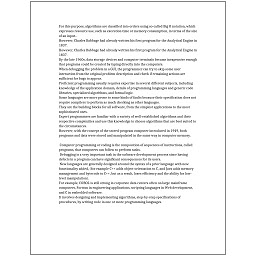 For this purpose, algorithms are classified into orders using so-called Big O notation, which
expresses resource use, such as execution time or memory consumption, in terms of the size
of an input.
However, Charles Babbage had already written his first program for the Analytical Engine in
1837.
However, Charles Babbage had already written his first program for the Analytical Engine in
1837.
By the late 1960s, data storage devices and computer terminals became inexpensive enough
that programs could be created by typing directly into the computers.
When debugging the problem in a GUI, the programmer can try to skip some user
interaction from the original problem description and check if remaining actions are
sufficient for bugs to appear.
Proficient programming usually requires expertise in several different subjects, including
knowledge of the application domain, details of programming languages and generic code
libraries, specialized algorithms, and formal logic.
Some languages are more prone to some kinds of faults because their specification does not
require compilers to perform as much checking as other languages.
They are the building blocks for all software, from the simplest applications to the most
sophisticated ones.
Expert programmers are familiar with a variety of well-established algorithms and their
respective complexities and use this knowledge to choose algorithms that are best suited to
the circumstances.
However, with the concept of the stored-program computer introduced in 1949, both
programs and data were stored and manipulated in the same way in computer memory.
Computer programming or coding is the composition of sequences of instructions, called
programs, that computers can follow to perform tasks.
Debugging is a very important task in the software development process since having
defects in a program can have significant consequences for its users.
New languages are generally designed around the syntax of a prior language with new
functionality added, (for example C++ adds object-orientation to C, and Java adds memory
management and bytecode to C++, but as a result, loses efficiency and the ability for low-
level manipulation).
For example, COBOL is still strong in corporate data centers often on large mainframe
computers, Fortran in engineering applications, scripting languages in Web development,
and C in embedded software.
It involves designing and implementing algorithms, step-by-step specifications of
procedures, by writing code in one or more programming languages.